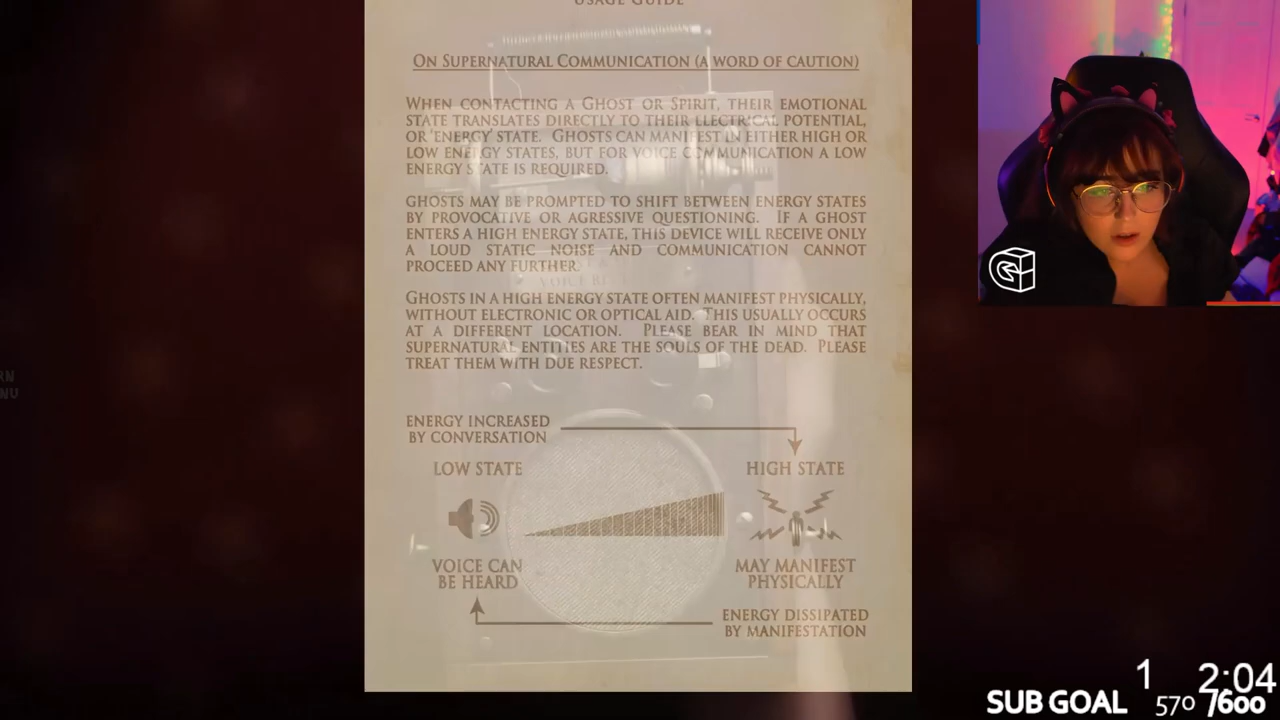 USAGE GUIDE
ON SUPERNATURAL COMMUNICATION (A WORD OF CAUTION)
WHEN CONTACTING A GHOST OR SPIRIT, THEIR EMOTIONAL
STATE TRANSLATES DIRECTLY TO THEIR ELECTRICAL POTENTIAL,
OR 'ENERGY' STATE. GHOSTS CAN MANIFEST IN EITHER HIGH OR
LOW ENERGY STATES, BUT FOR VOICE COMMUNICATION A LOW
ENERGY STATE IS REQUIRED.
GHOSTS MAY BE PROMPTED TO SHIFT BETWEEN ENERGY STATES
BY PROVOCATIVE OR AGRESSIVE QUESTIONING. IF A GHOST
ENTERS A HIGH ENERGY STATE, THIS DEVICE WILL RECEIVE ONLY
A LOUD STATIC NOISE AND COMMUNICATION CANNOT
PROCEED ANY FURTHER.
GHOSTS IN A HIGH ENERGY STATE OFTEN MANIFEST PHYSICALLY,
WITHOUT ELECTRONIC OR OPTICAL AID. THIS USUALLY OCCURS
AT A DIFFERENT LOCATION. PLEASE BEAR IN MIND THAT
SUPERNATURAL ENTITIES ARE THE SOULS OF THE DEAD. PLEASE
TREAT THEM WITH DUE RESPECT.
ENERGY INCREASED
BY CONVERSATION
LOW STATE
HIGH STATE
VOICE CAN
BE HEARD
MAY MANIFEST
PHYSICALLY
ENERGY DISSIPATED
BY MANIFESTATION
1 2:04
SUB GOAL 570 /600